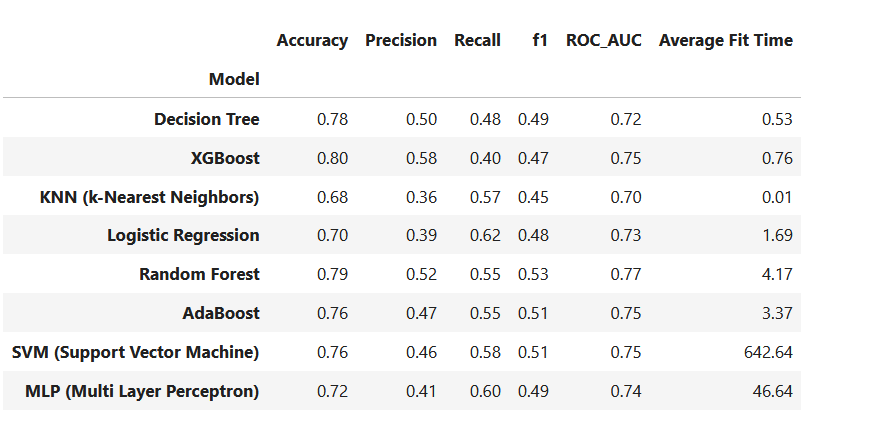 Accuracy Precision Recall f1 ROC_AUC Average Fit Time
Model
Decision Tree 0.78 0.50 0.48 0.49 0.72 0.53
XGBoost 0.80 0.58 0.40 0.47 0.75 0.76
KNN (k-Nearest Neighbors) 0.68 0.36 0.57 0.45 0.70 0.01
Logistic Regression 0.70 0.39 0.62 0.48 0.73 1.69
Random Forest 0.79 0.52 0.55 0.53 0.77 4.17
AdaBoost 0.76 0.47 0.55 0.51 0.75 3.37
SVM (Support Vector Machine) 0.76 0.46 0.58 0.51 0.75 642.64
MLP (Multi Layer Perceptron) 0.72 0.41 0.60 0.49 0.74 46.64